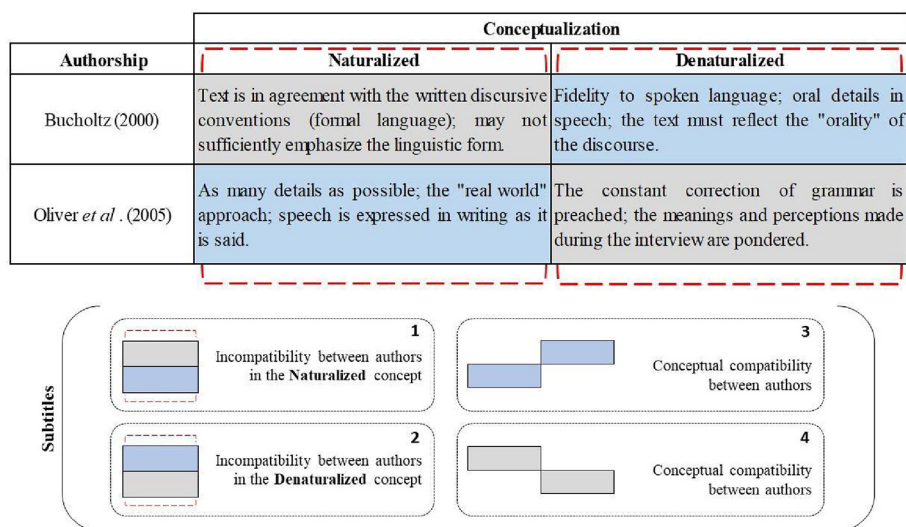 Conceptualization
Authorship
Naturalized
Denaturalized
Bucholtz (2000)
Text is in agreement with the written discursive
conventions (formal language); may not
sufficiently emphasize the linguistic form.
Fidelity to spoken language; oral details in
speech; the text must reflect the "orality" of
the discourse.
Oliver et al . (2005)
As many details as possible; the "real world"
approach; speech is expressed in writing as it
is said.
The constant correction of grammar is
preached; the meanings and perceptions made
during the interview are pondered.
Subtitles
1
Incompatibility between authors
in the Naturalized concept
3
Conceptual compatibility
between authors
2
Incompatibility between authors
in the Denaturalized concept
4
Conceptual compatibility
between authors